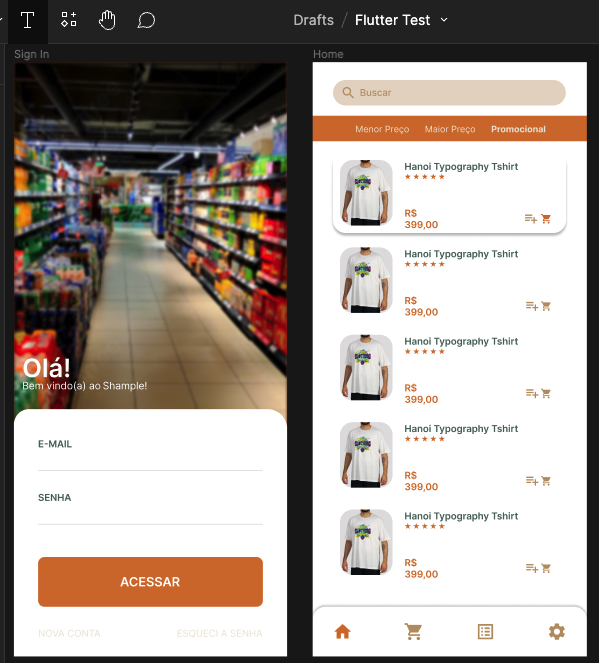 Drafts / Flutter Test
Sign In
Olá!
Bem vindo(a) ao Shample!
E-MAIL
SENHA
ACESSAR
NOVA CONTA
ESQUECI A SENHA
Home
Buscar
Menor Preço
Maior Preço
Promocional
Hanoi Typography Tshirt
R$
399,00
Hanoi Typography Tshirt
R$
399,00
Hanoi Typography Tshirt
R$
399,00
Hanoi Typography Tshirt
R$
399,00
Hanoi Typography Tshirt
R$
399,00